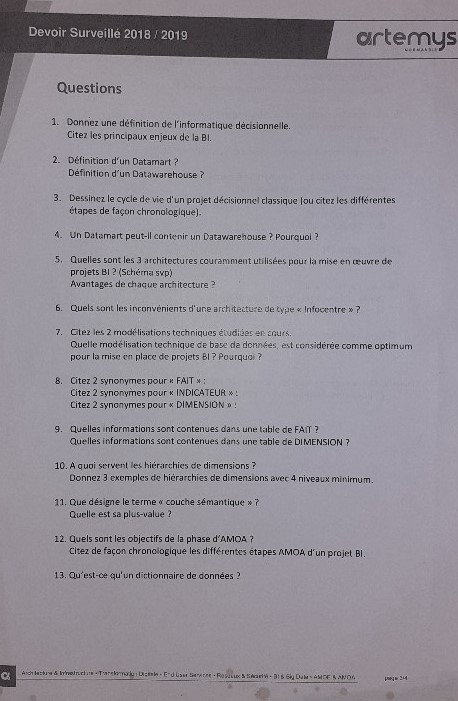 Devoir Surveillé 2018 / 2019
artemys
Questions
1. Donnez une définition de l'informatique décisionnelle.
Citez les principaux enjeux de la BI.
2. Définition d'un Datamart ?
Définition d'un Datawarehouse ?
3. Dessinez le cycle de vie d'un projet décisionnel classique (ou citez les différentes
étapes de façon chronologique).
4. Un Datamart peut-il contenir un Datawarehouse ? Pourquoi ?
5. Quelles sont les 3 architectures couramment utilisées pour la mise en œuvre de
projets BI ? (Schéma svp)
Avantages de chaque architecture ?
6. Quels sont les inconvénients d'une architecture de type « Infocentre » ?
7. Citez les 2 modélisations techniques étudiées en cours.
Quelle modélisation technique de base de données, est considérée comme optimum
pour la mise en place de projets BI ? Pourquoi ?
8. Citez 2 synonymes pour « FAIT » :
Citez 2 synonymes pour « INDICATEUR » :
Citez 2 synonymes pour « DIMENSION » :
9. Quelles informations sont contenues dans une table de FAIT ?
Quelles informations sont contenues dans une table de DIMENSION ?
10. A quoi servent les hiérarchies de dimensions ?
Donnez 3 exemples de hiérarchies de dimensions avec 4 niveaux minimum.
11. Que désigne le terme « couche sémantique » ?
Quelle est sa plus-value ?
12. Quels sont les objectifs de la phase d'AMOA ?
Citez de façon chronologique les différentes étapes AMOA d'un projet BI.
13. Qu'est-ce qu'un dictionnaire de données ?
Architecture & Infrastructure - Transformation Digitale - End User Services - Réseaux & Sécurité - BI & Big Data - AMOE & AMOA
page 3/4